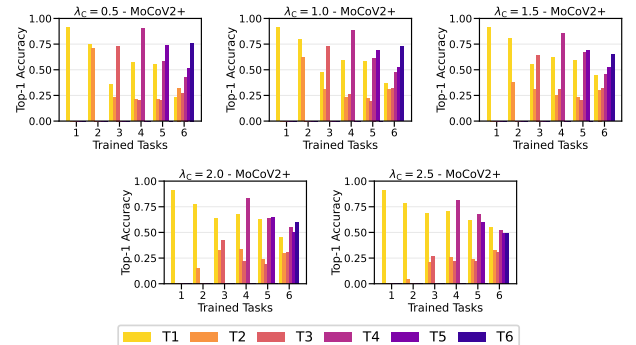 λC = 0.5 - MoCoV2+
λC = 1.0 - MoCoV2+
λC = 1.5 - MoCoV2+
Top-1 Accuracy
1.00
0.75
0.50
0.25
0.00
1 2 3 4 5 6
Trained Tasks
Top-1 Accuracy
1.00
0.75
0.50
0.25
0.00
1 2 3 4 5 6
Trained Tasks
Top-1 Accuracy
1.00
0.75
0.50
0.25
0.00
1 2 3 4 5 6
Trained Tasks
λC = 2.0 - MoCoV2+
λC = 2.5 - MoCoV2+
Top-1 Accuracy
1.00
0.75
0.50
0.25
0.00
1 2 3 4 5 6
Trained Tasks
Top-1 Accuracy
1.00
0.75
0.50
0.25
0.00
1 2 3 4 5 6
Trained Tasks
T1 T2 T3 T4 T5 T6